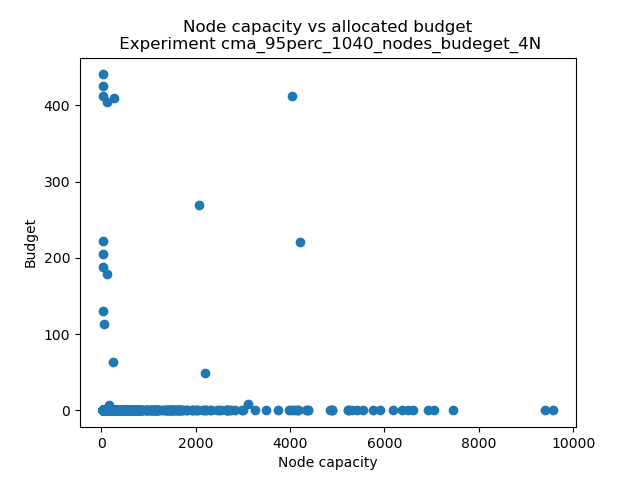 Node capacity vs allocated budget
Experiment cma_95perc_1040_nodes_budeget_4N
400
300
200
100
0
Budget
0
2000
4000
6000
8000
10000
Node capacity